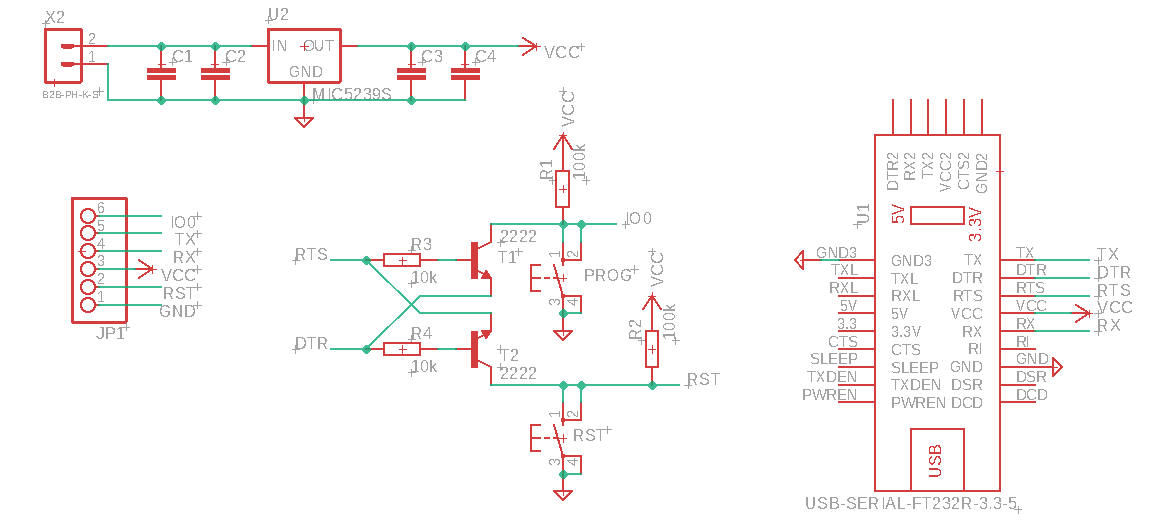 X2
2
1
B2B-PH-K-S
C1
C2
U2
IN
OUT
GND
MIC5239S
C3
C4
VCC
6
5
4
3
2
1
IO0
TX
RX
VCC
RST
GND
JP1
VCC
R1
100k
IO0
RTS
R3
10k
2222
T1
1
2
PROG
3
4
DTR
R4
10k
T2
2222
VCC
R2
100k
RST
1
2
RST
3
4
U1
DTR2
RX2
TX2
VCC2
CTS2
GND2
5V
3.3V
GND3
TXL
RXL
5V
3.3
CTS
SLEEP
TXDEN
PWREN
GND3
TXL
RXL
5V
3.3V
CTS
SLEEP
TXDEN
PWREN
TX
DTR
RTS
VCC
RX
RI
GND
DSR
DCD
TX
DTR
RTS
VCC
RX
RI
GND
DSR
DCD
TX
DTR
RTS
VCC
RX
USB
USB-SERIAL-FT232R-3.3-5